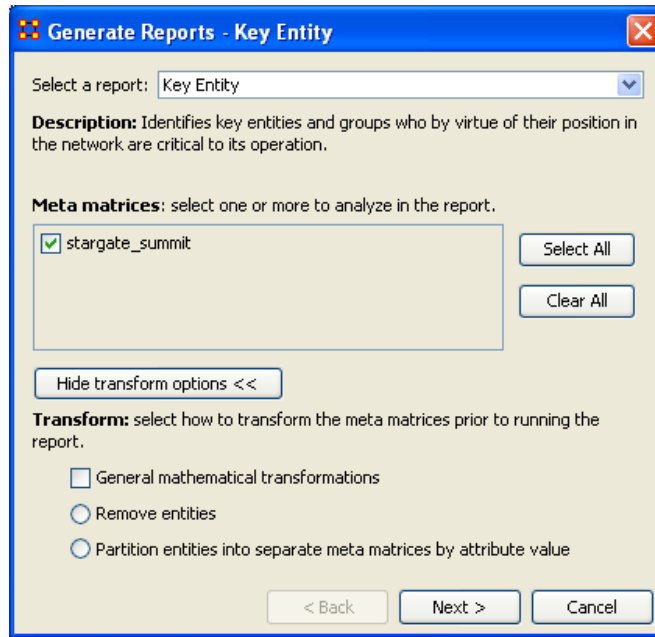 Generate Reports - Key Entity
Select a report: Key Entity
Description: Identifies key entities and groups who by virtue of their position in
the network are critical to its operation.
Meta matrices: select one or more to analyze in the report.
stargate_summit
Select All
Clear All
Hide transform options <<
Transform: select how to transform the meta matrices prior to running the
report.
General mathematical transformations
Remove entities
Partition entities into separate meta matrices by attribute value
< Back Next > Cancel